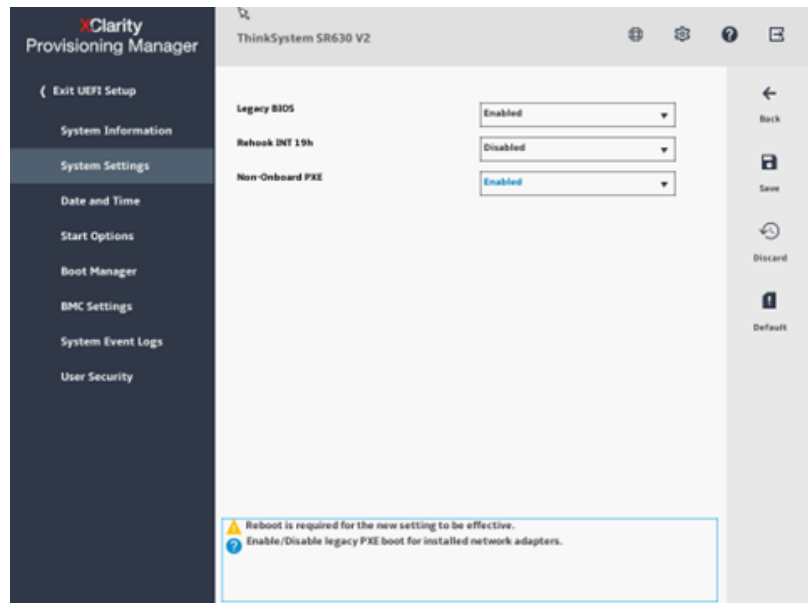 XClarity
Provisioning Manager
ThinkSystem SR630 V2
Exit UEFI Setup
System Information
System Settings
Date and Time
Start Options
Boot Manager
BMC Settings
System Event Logs
User Security
Legacy BIOS
Enabled
Rehook INT 19h
Disabled
Non-Onboard PXE
Enabled
Back
Save
Discard
Default
Reboot is required for the new setting to be effective.
Enable/Disable legacy PXE boot for installed network adapters.